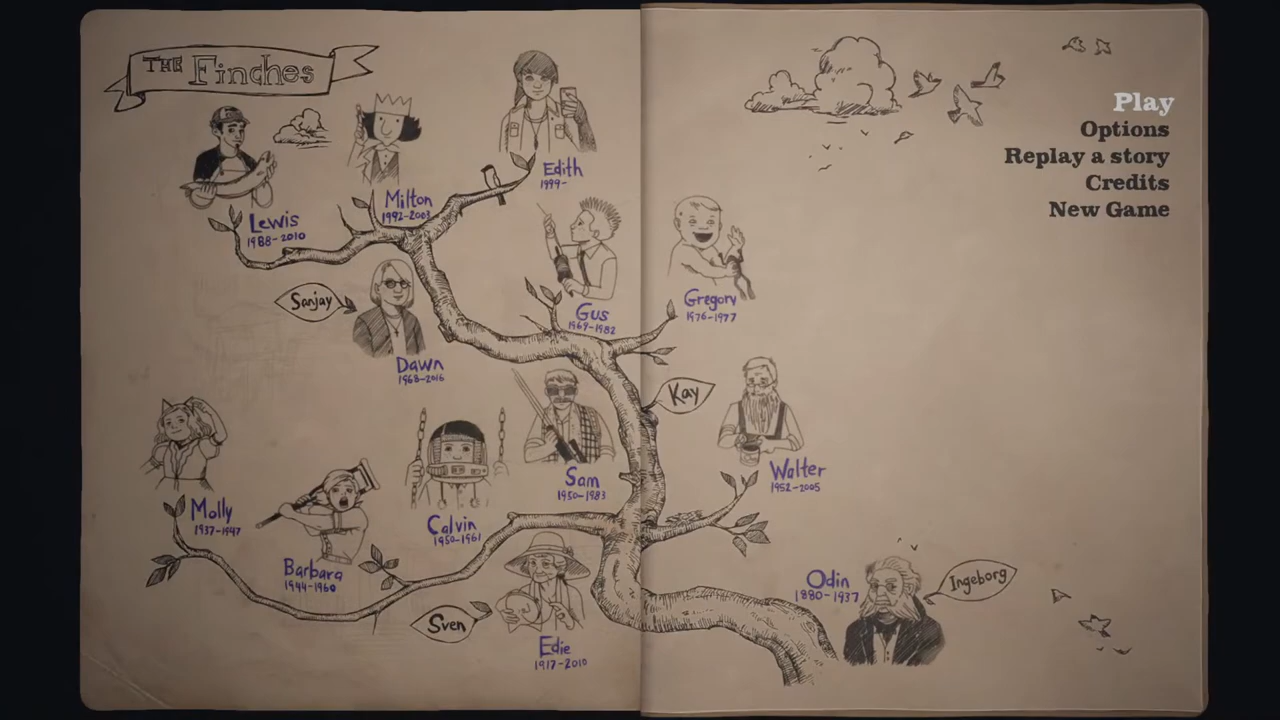 THE Finches
Edith
1999-
Milton
1992-2003
Lewis
1988-2010
Sanjay
Dawn
1968-2016
Gus
1969-1982
Gregory
1976-1977
Kay
Sam
1950-1983
Walter
1952-2005
Molly
1937-1947
Barbara
1944-1960
Calvin
1950-1961
Sven
Edie
1917-2010
Odin
1880-1937
Ingeborg
Play
Options
Replay a story
Credits
New Game